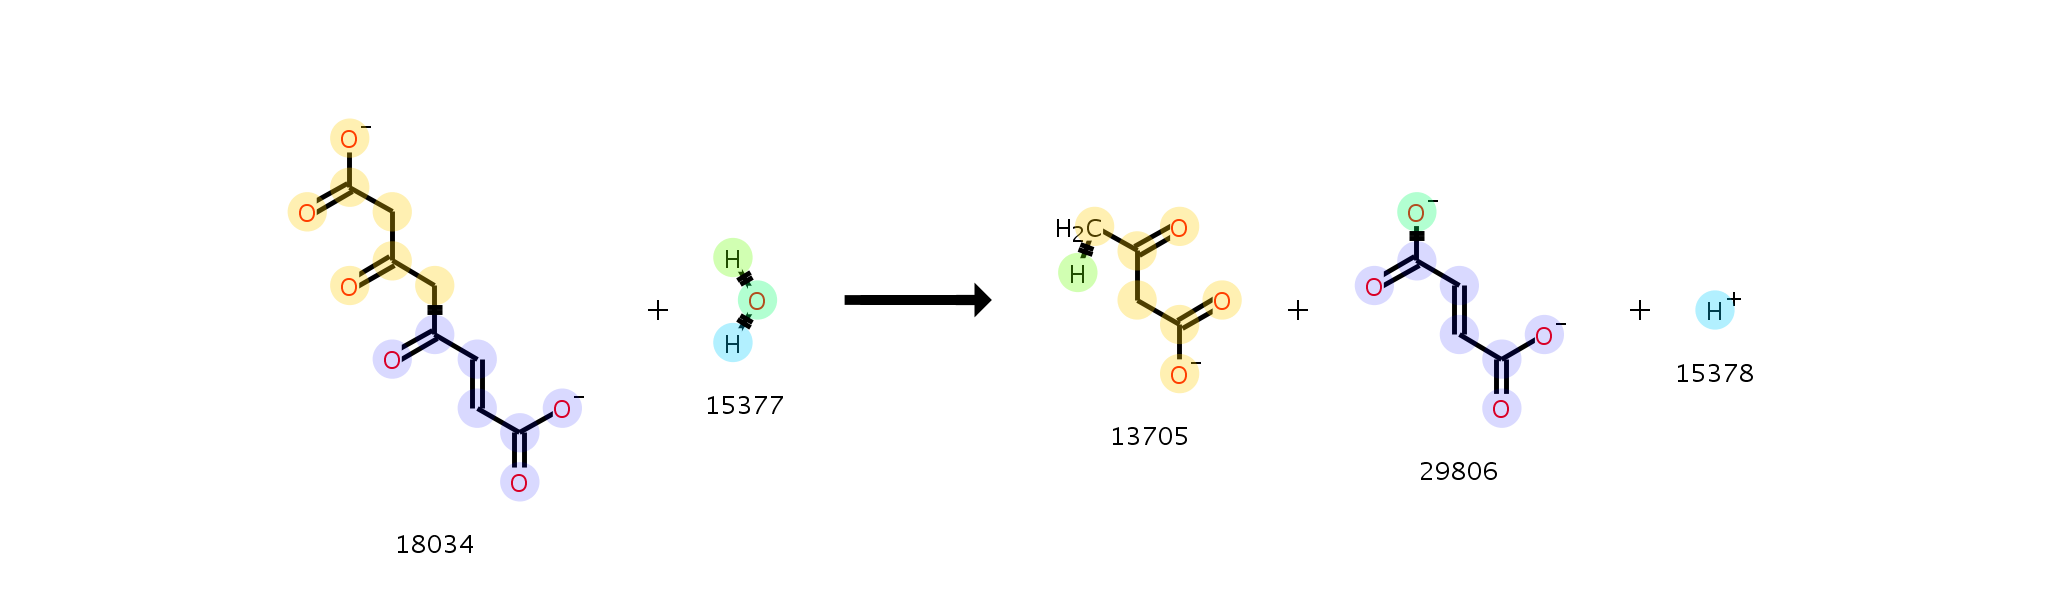 O-
O
O
O
O-
O
18034
+
H
O
H
15377
H2C
H
O
O
O-
13705
+
O-
O
O-
O
29806
+
H+
15378